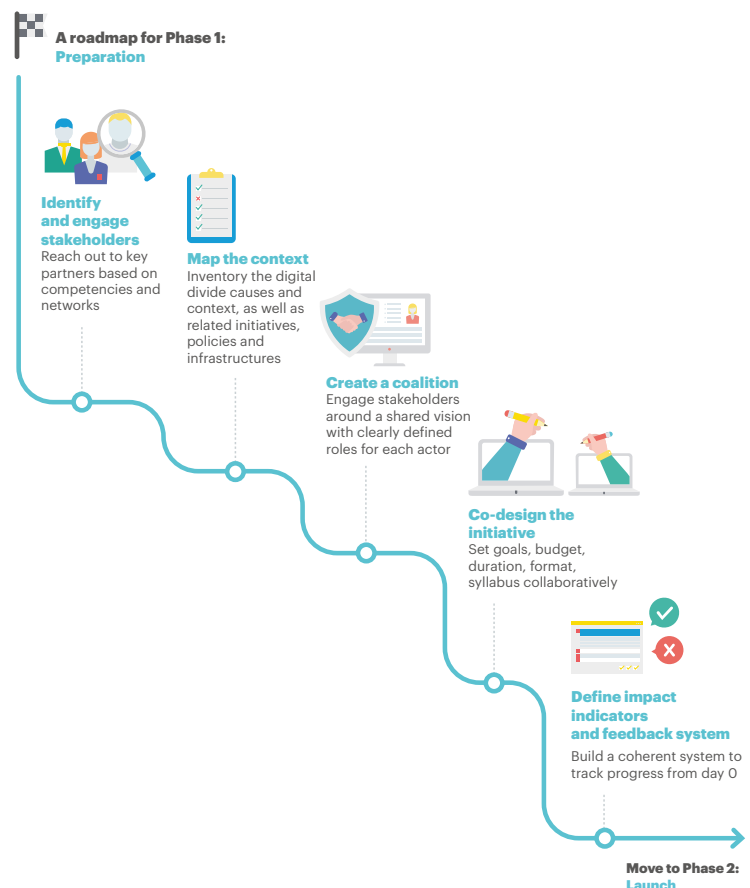 A roadmap for Phase 1:
Preparation
Identify
and engage
stakeholders
Reach out to key
partners based on
competencies and
networks
Map the context
Inventory the digital
divide causes and
context, as well as
related initiatives,
policies and
infrastructures
Create a coalition
Engage stakeholders
around a shared vision
with clearly defined
roles for each actor
Co-design the
initiative
Set goals, budget,
duration, format,
syllabus collaboratively
Define impact
indicators
and feedback system
Build a coherent system to
track progress from day 0
Move to Phase 2:
Launch